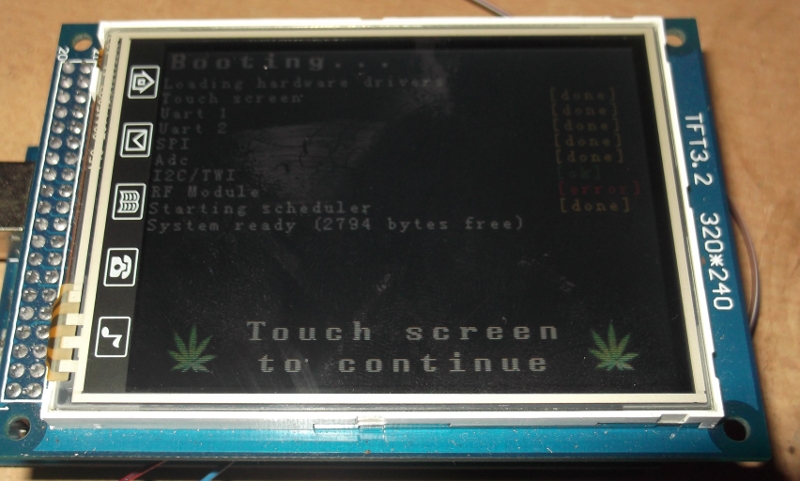 Booting...
Loading hardware drivers
Touch screen [done]
Uart 1 [done]
Uart 2 [done]
SPI [done]
Adc [done]
I2C/TWI [ok]
RF Module [error]
Starting scheduler [done]
System ready (2794 bytes free)
Touch screen
to continue
TFT3.2 320*240
20